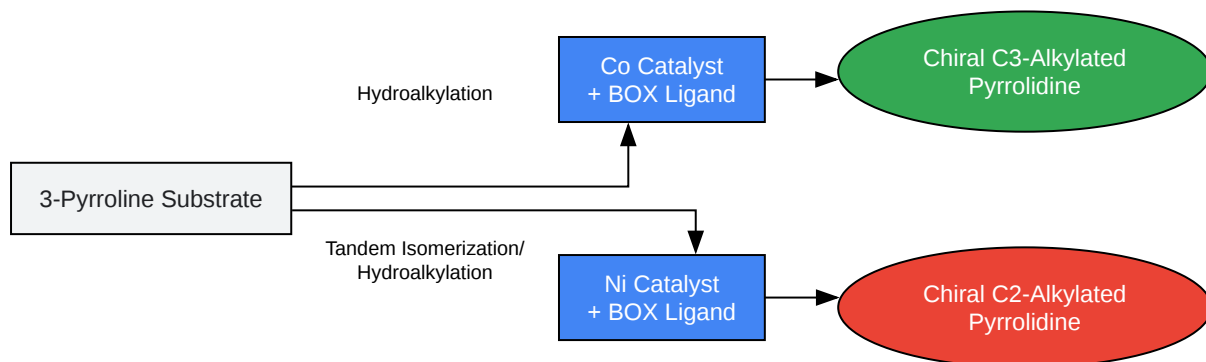 Co Catalyst
+ BOX Ligand
Chiral C3-Alkylated
Pyrrolidine
Hydroalkylation
3-Pyrroline Substrate
Tandem Isomerization/
Hydroalkylation
Ni Catalyst
+ BOX Ligand
Chiral C2-Alkylated
Pyrrolidine